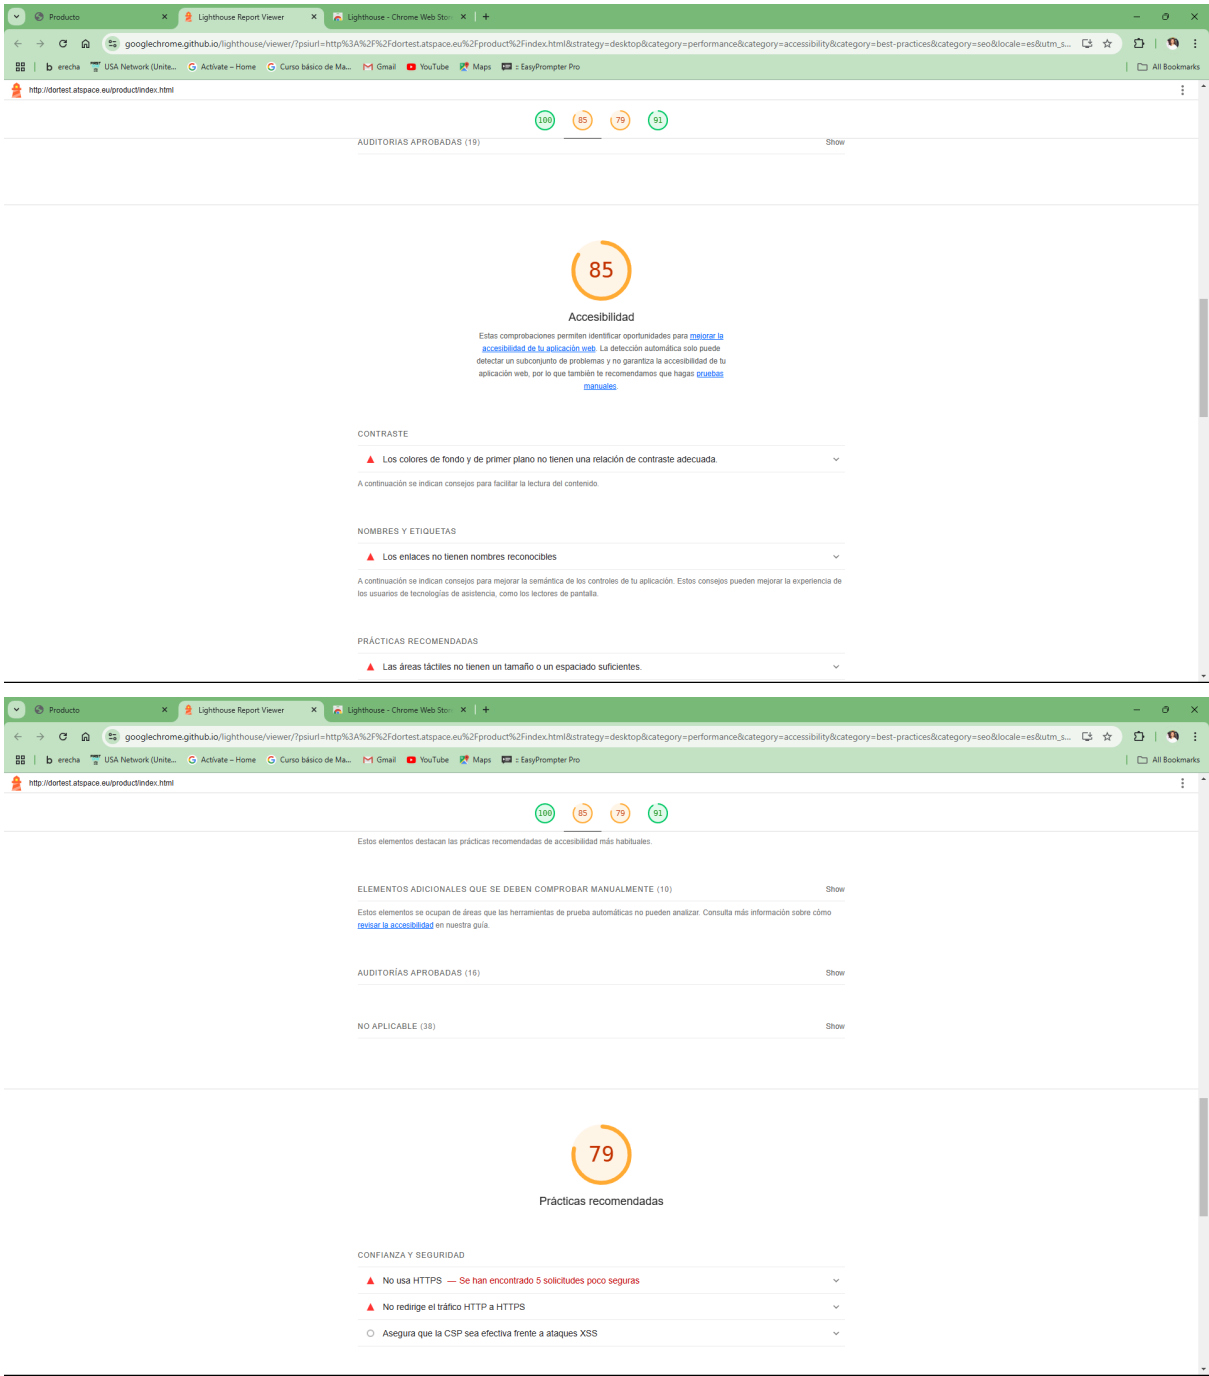 Producto
Lighthouse Report Viewer
Lighthouse - Chrome Web Stor
googlechrome.github.io/lighthouse/viewer/?psiurl=http%3A%2F%2Fdortest.atspace.eu%2Fproduct%2Findex.html&strategy=desktop&category=performance&category=accessibility&category=best-practices&category=seo&locale=es&utm_s...
erecha
USA Network (Unite...
Activate – Home
Curso básico de Ma...
Gmail
YouTube
Maps
:: EasyPrompter Pro
All Bookmarks
http://dortest.atspace.eu/product/index.html
100 85 79 91
AUDITORÍAS APROBADAS (19) Show
85
Accesibilidad
Estas comprobaciones permiten identificar oportunidades para mejorar la
accesibilidad de tu aplicación web. La detección automática solo puede
detectar un subconjunto de problemas y no garantiza la accesibilidad de tu
aplicación web, por lo que también te recomendamos que hagas pruebas
manuales.
CONTRASTE
Los colores de fondo y de primer plano no tienen una relación de contraste adecuada.
A continuación se indican consejos para facilitar la lectura del contenido.
NOMBRES Y ETIQUETAS
Los enlaces no tienen nombres reconocibles
A continuación se indican consejos para mejorar la semántica de los controles de tu aplicación. Estos consejos pueden mejorar la experiencia de
los usuarios de tecnologías de asistencia, como los lectores de pantalla.
PRÁCTICAS RECOMENDADAS
Las áreas táctiles no tienen un tamaño o un espaciado suficientes.
Producto
Lighthouse Report Viewer
Lighthouse - Chrome Web Stor
googlechrome.github.io/lighthouse/viewer/?psiurl=http%3A%2F%2Fdortest.atspace.eu%2Fproduct%2Findex.html&strategy=desktop&category=performance&category=accessibility&category=best-practices&category=seo&locale=es&utm_s...
erecha
USA Network (Unite...
Activate – Home
Curso básico de Ma...
Gmail
YouTube
Maps
:: EasyPrompter Pro
All Bookmarks
http://dortest.atspace.eu/product/index.html
100 85 79 91
Estos elementos destacan las prácticas recomendadas de accesibilidad más habituales.
ELEMENTOS ADICIONALES QUE SE DEBEN COMPROBAR MANUALMENTE (10) Show
Estos elementos se ocupan de áreas que las herramientas de prueba automáticas no pueden analizar. Consulta más información sobre cómo
revisar la accesibilidad en nuestra guía.
AUDITORÍAS APROBADAS (16) Show
NO APLICABLE (38) Show
79
Prácticas recomendadas
CONFIANZA Y SEGURIDAD
No usa HTTPS — Se han encontrado 5 solicitudes poco seguras
No redirige el tráfico HTTP a HTTPS
Asegura que la CSP sea efectiva frente a ataques XSS